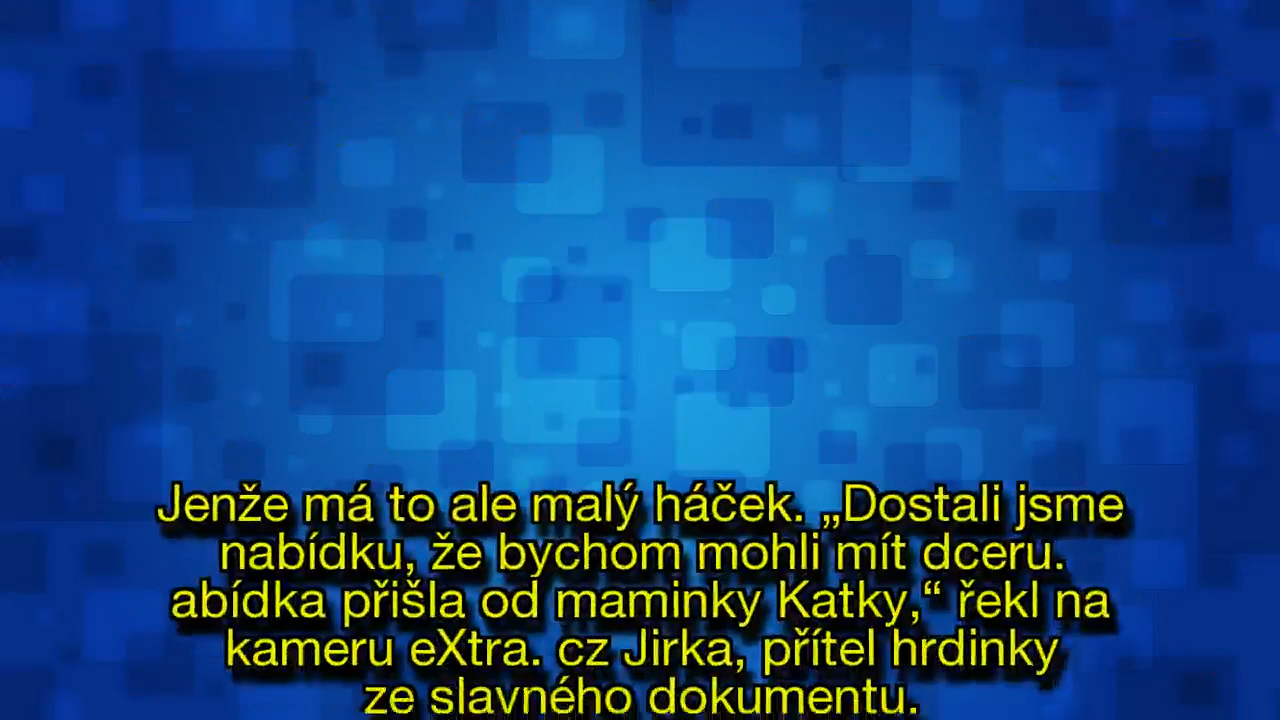 Jenže má to ale malý háček. „Dostali jsme
nabídku, že bychom mohli mít dceru.
abídka přišla od maminky Katky,“ řekl na
kameru eXtra. cz Jirka, přítel hrdinky
ze slavného dokumentu.